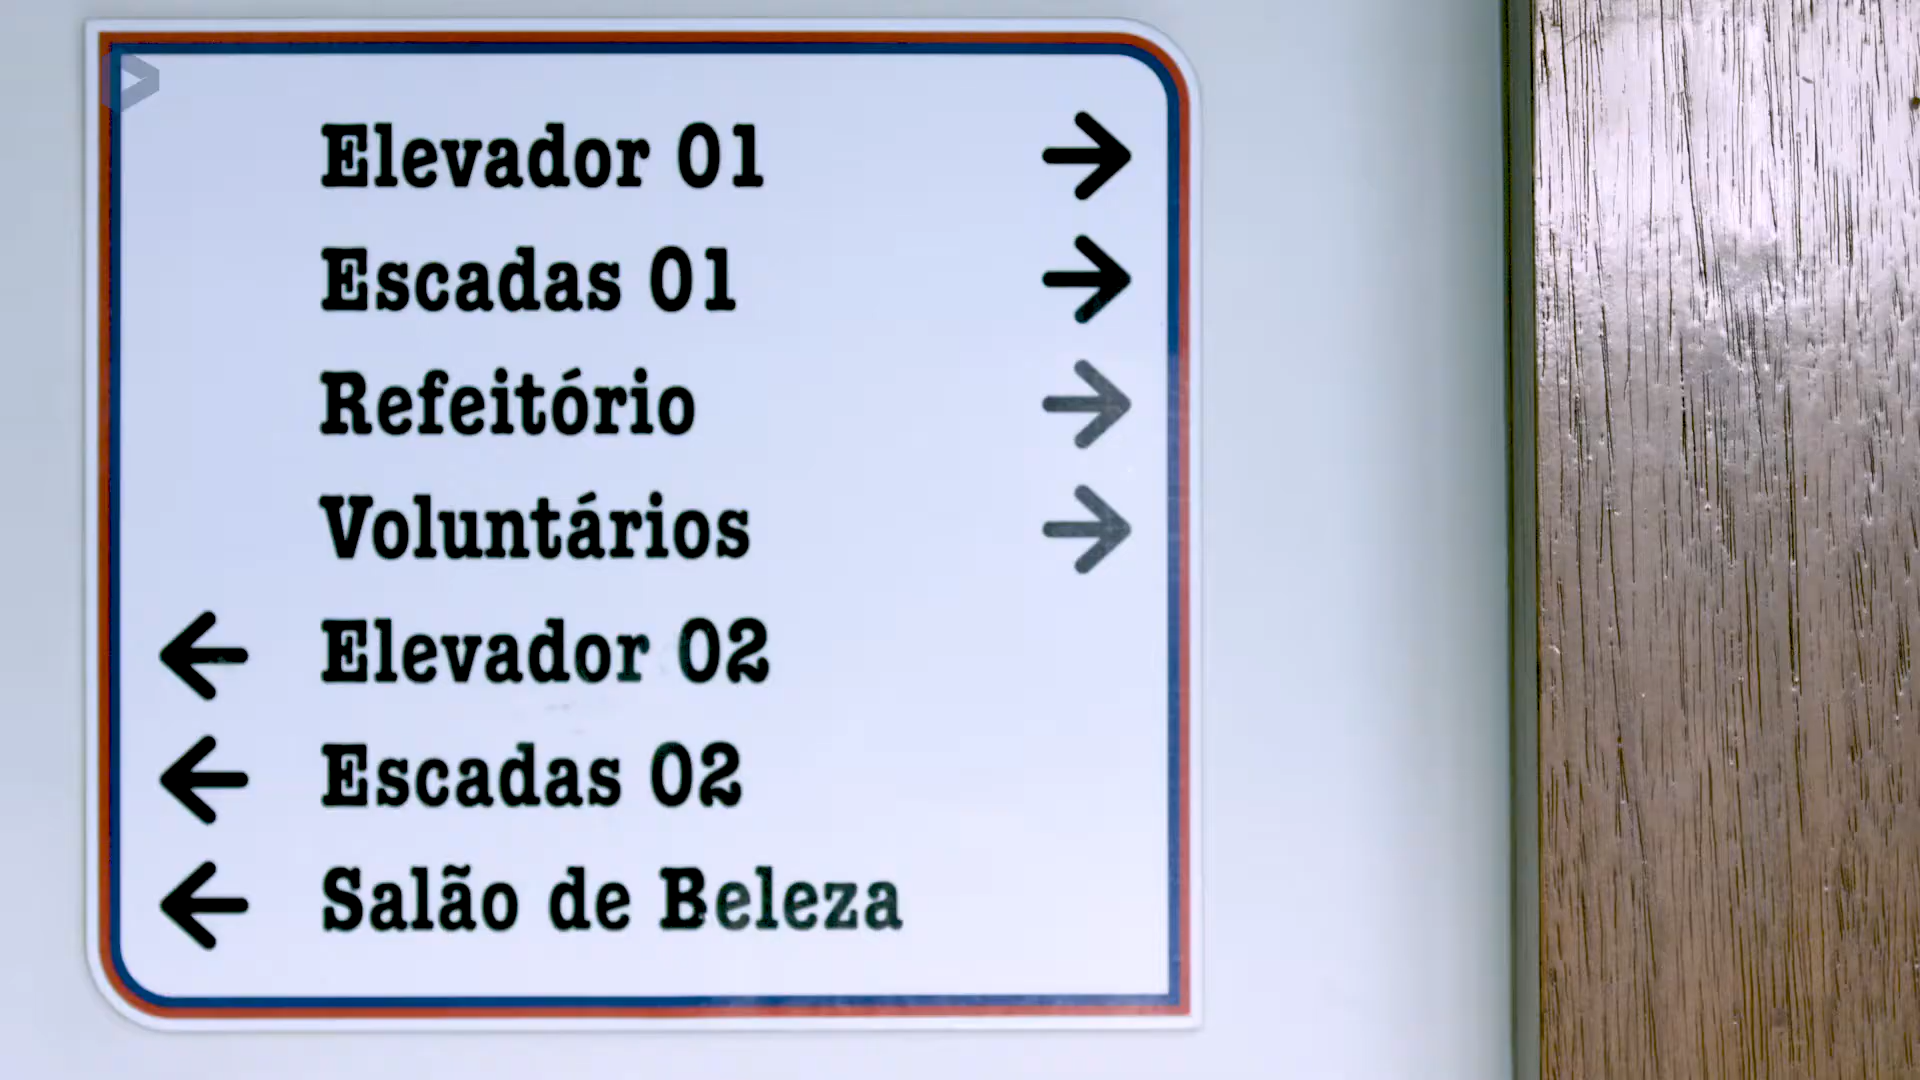 Elevador 01 →
Escadas 01 →
Refeitório →
Voluntários →
← Elevador 02
← Escadas 02
← Salão de Beleza